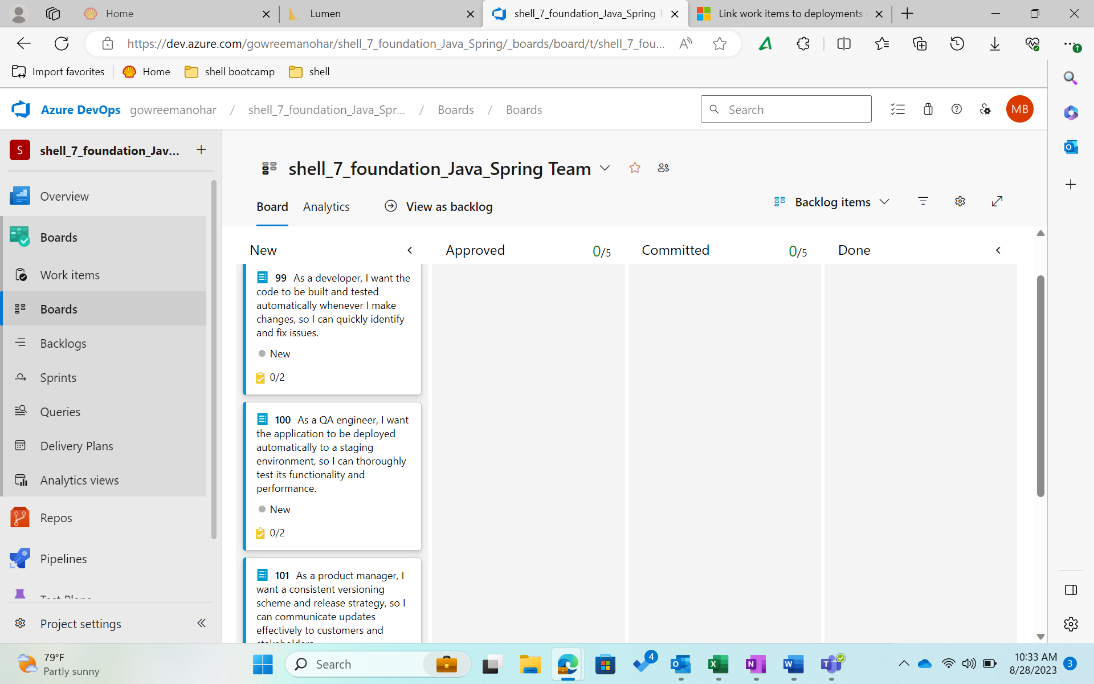 Home
Lumen
shell_7_foundation_Java_Spring
Link work items to deployments
https://dev.azure.com/gowreemanohar/shell_7_foundation_Java_Spring/_boards/board/t/shell_7_fou...
Import favorites
Home
shell bootcamp
shell
Azure DevOps
gowreemanohar / shell_7_foundation_Java_Spr... / Boards / Boards
Search
MB
S
shell_7_foundation_Jav...
Overview
Boards
Work items
Boards
Backlogs
Sprints
Queries
Delivery Plans
Analytics views
Repos
Pipelines
Test Plans
Project settings
shell_7_foundation_Java_Spring Team
Board
Analytics
View as backlog
Backlog items
New
Approved
0/5
Committed
0/5
Done
99 As a developer, I want the
code to be built and tested
automatically whenever I make
changes, so I can quickly identify
and fix issues.
New
0/2
100 As a QA engineer, I want
the application to be deployed
automatically to a staging
environment, so I can thoroughly
test its functionality and
performance.
New
0/2
101 As a product manager, I
want a consistent versioning
scheme and release strategy, so I
can communicate updates
effectively to customers and
stakeholders.
79°F
Partly sunny
Search
4
10:33 AM
8/28/2023
3